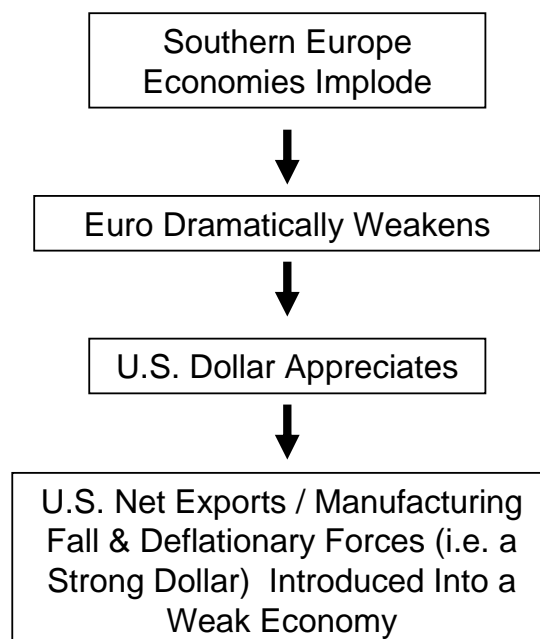 Southern Europe
Economies Implode
Euro Dramatically Weakens
U.S. Dollar Appreciates
U.S. Net Exports / Manufacturing
Fall & Deflationary Forces (i.e. a
Strong Dollar)  Introduced Into a
Weak Economy